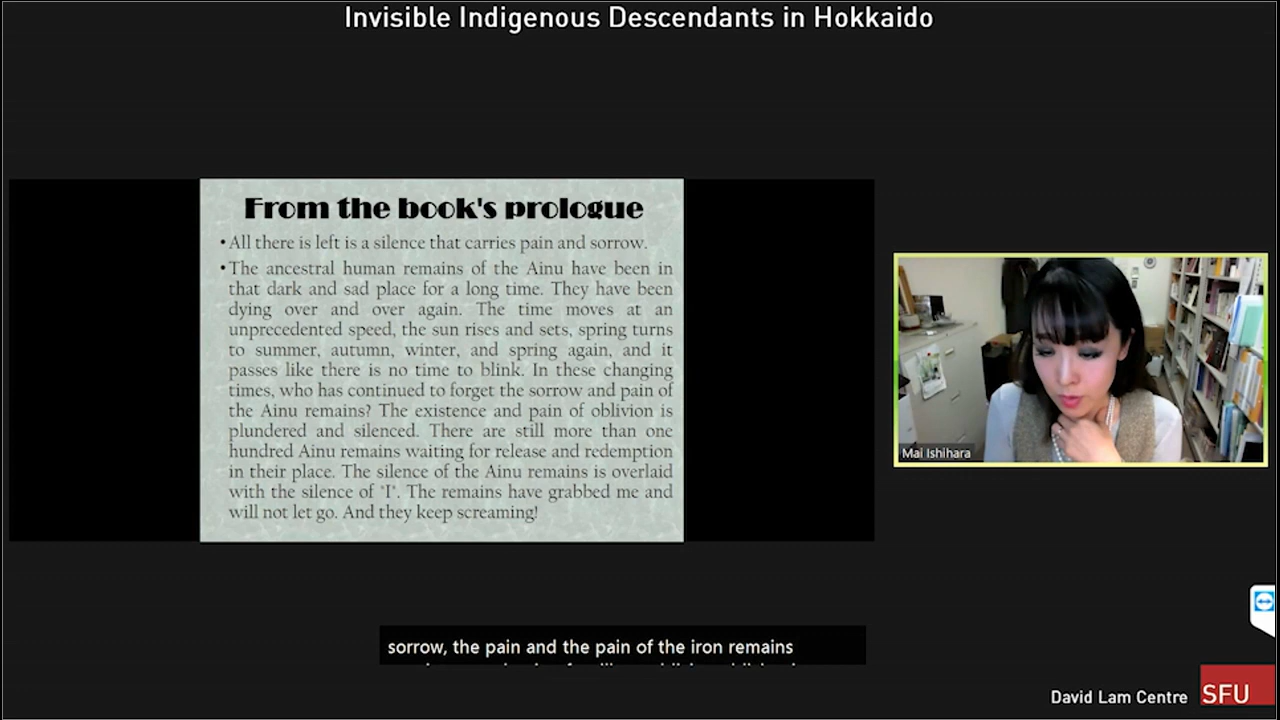 Invisible Indigenous Descendants in Hokkaido
From the book's prologue
• All there is left is a silence that carries pain and sorrow.
• The ancestral human remains of the Ainu have been in
that dark and sad place for a long time. They have been
dying over and over again. The time moves at an
unprecedented speed, the sun rises and sets, spring turns
to summer, autumn, winter, and spring again, and it
passes like there is no time to blink. In these changing
times, who has continued to forget the sorrow and pain of
the Ainu remains? The existence and pain of oblivion is
plundered and silenced. There are still more than one
hundred Ainu remains waiting for release and redemption
in their place. The silence of the Ainu remains is overlaid
with the silence of "I". The remains have grabbed me and
will not let go. And they keep screaming!
Mai Ishihara
sorrow, the pain and the pain of the iron remains
David Lam Centre
SFU